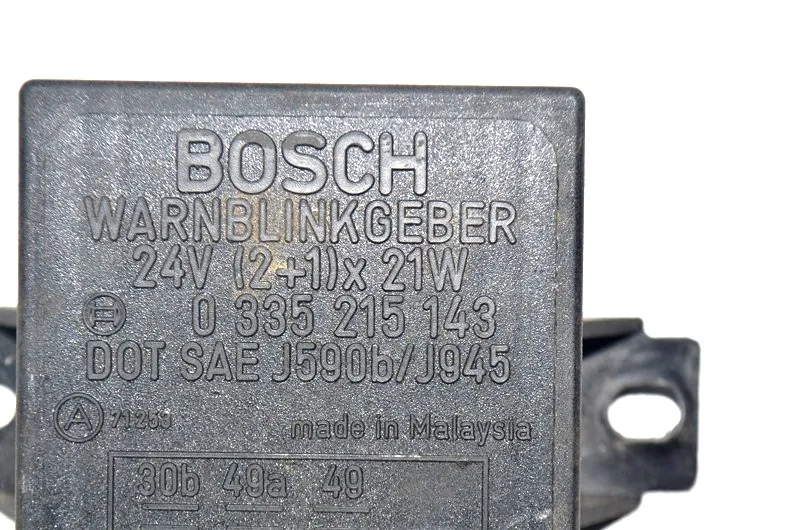 BOSCH
WARNBLINKGEBER
24V (2+1)x 21W
0 335 215 143
DOT SAE J590b/J945
A 71263 made in Malaysia
30b 49a 49